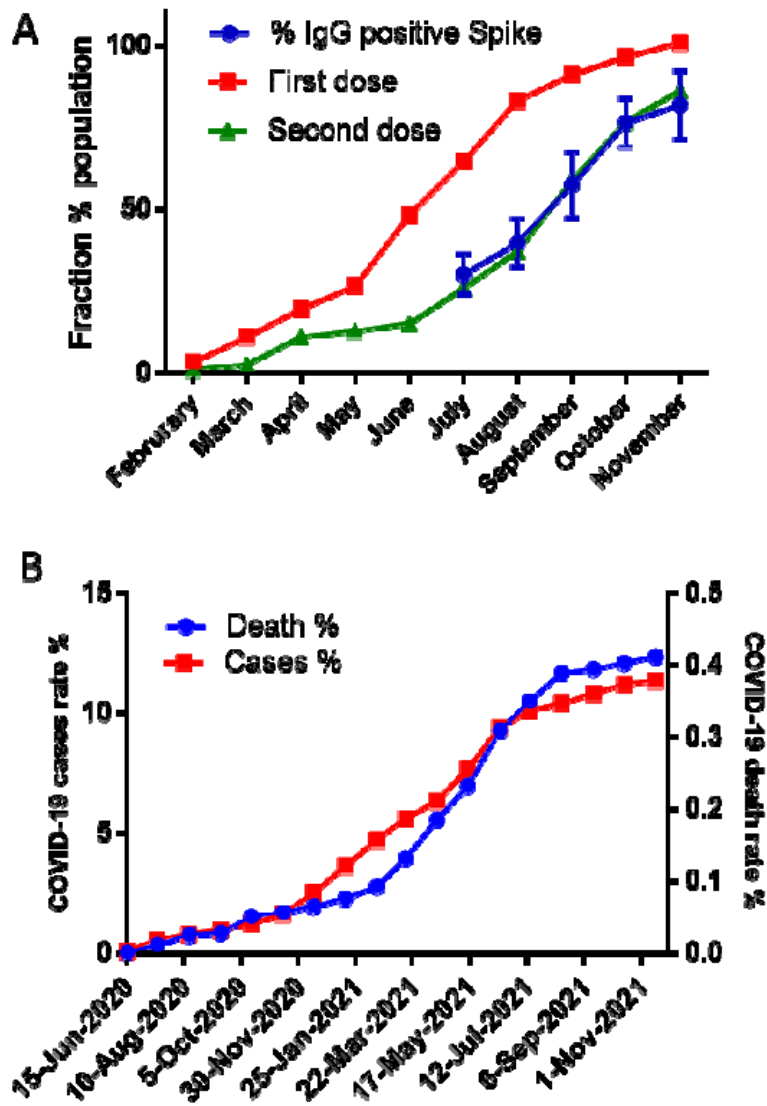 A
% IgG positive Spike
First dose
Second dose
Fraction % population
100
50
0
Februrary
March
April
May
June
July
August
September
October
November
B
Death %
Cases %
COVID-19 cases rate %
15
10
5
0
COVID-19 death rate %
0.5
0.4
0.3
0.2
0.1
0.0
15-Jun-2020
10-Aug-2020
5-Oct-2020
30-Nov-2020
25-Jan-2021
22-Mar-2021
17-May-2021
12-Jul-2021
6-Sep-2021
1-Nov-2021